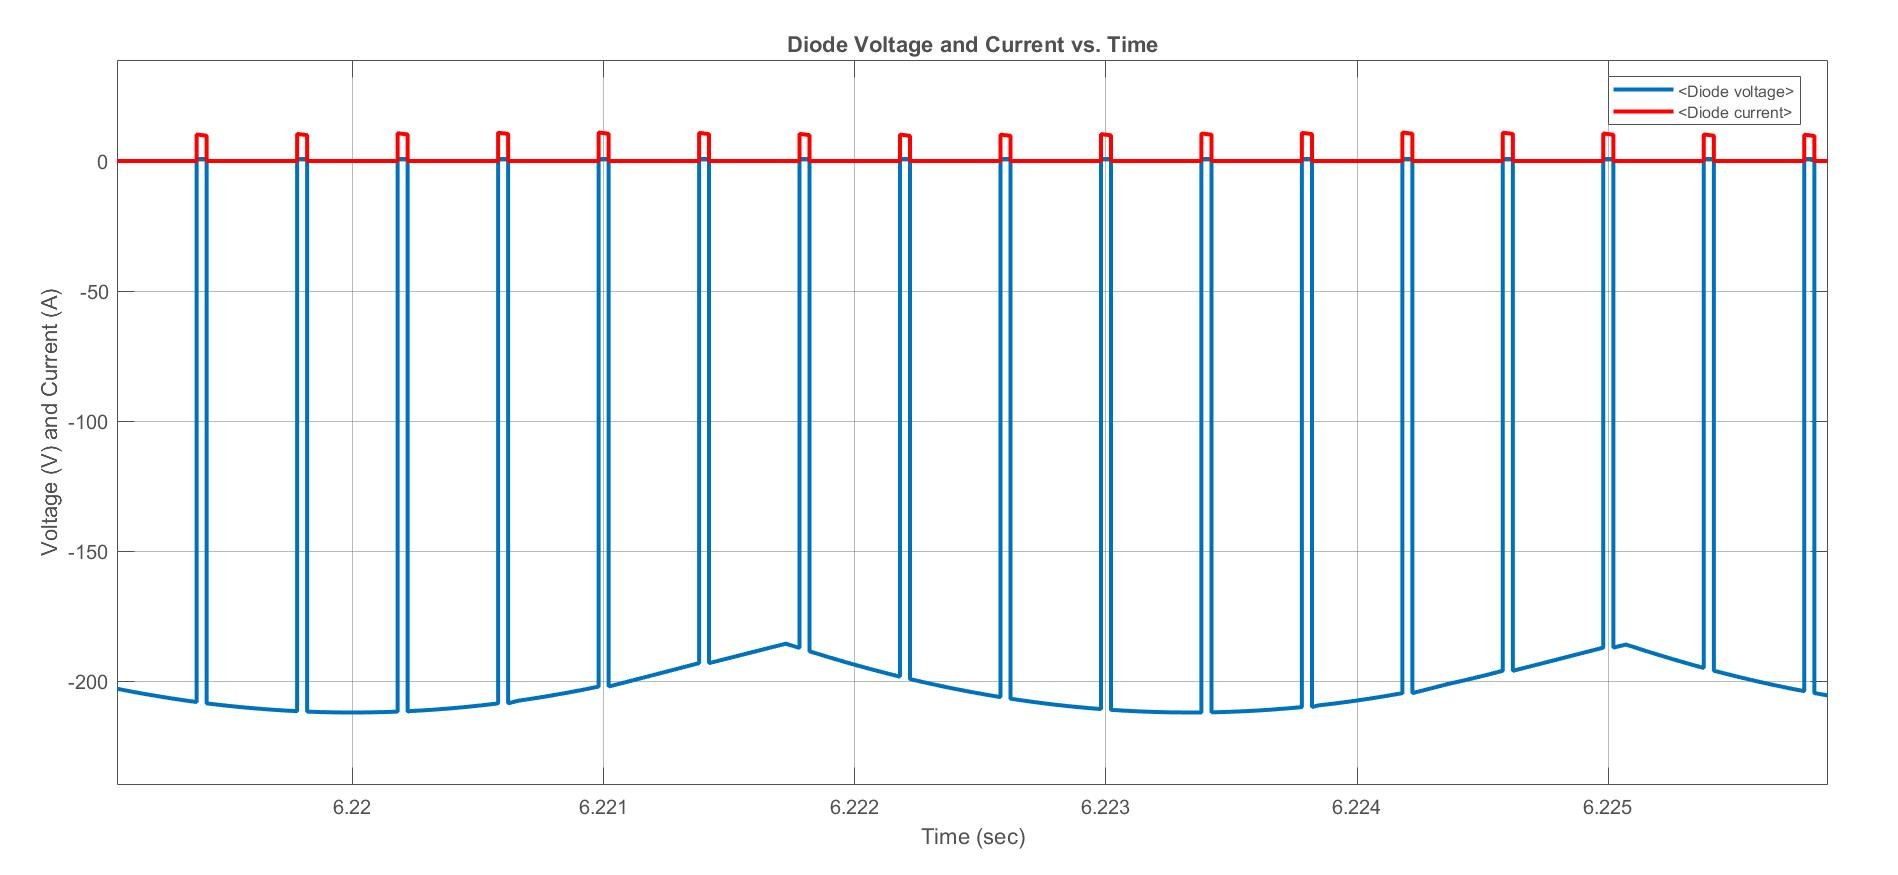 Diode Voltage and Current vs. Time
<Diode voltage>
<Diode current>
Voltage (V) and Current (A)
0
-50
-100
-150
-200
6.22 6.221 6.222 6.223 6.224 6.225
Time (sec)